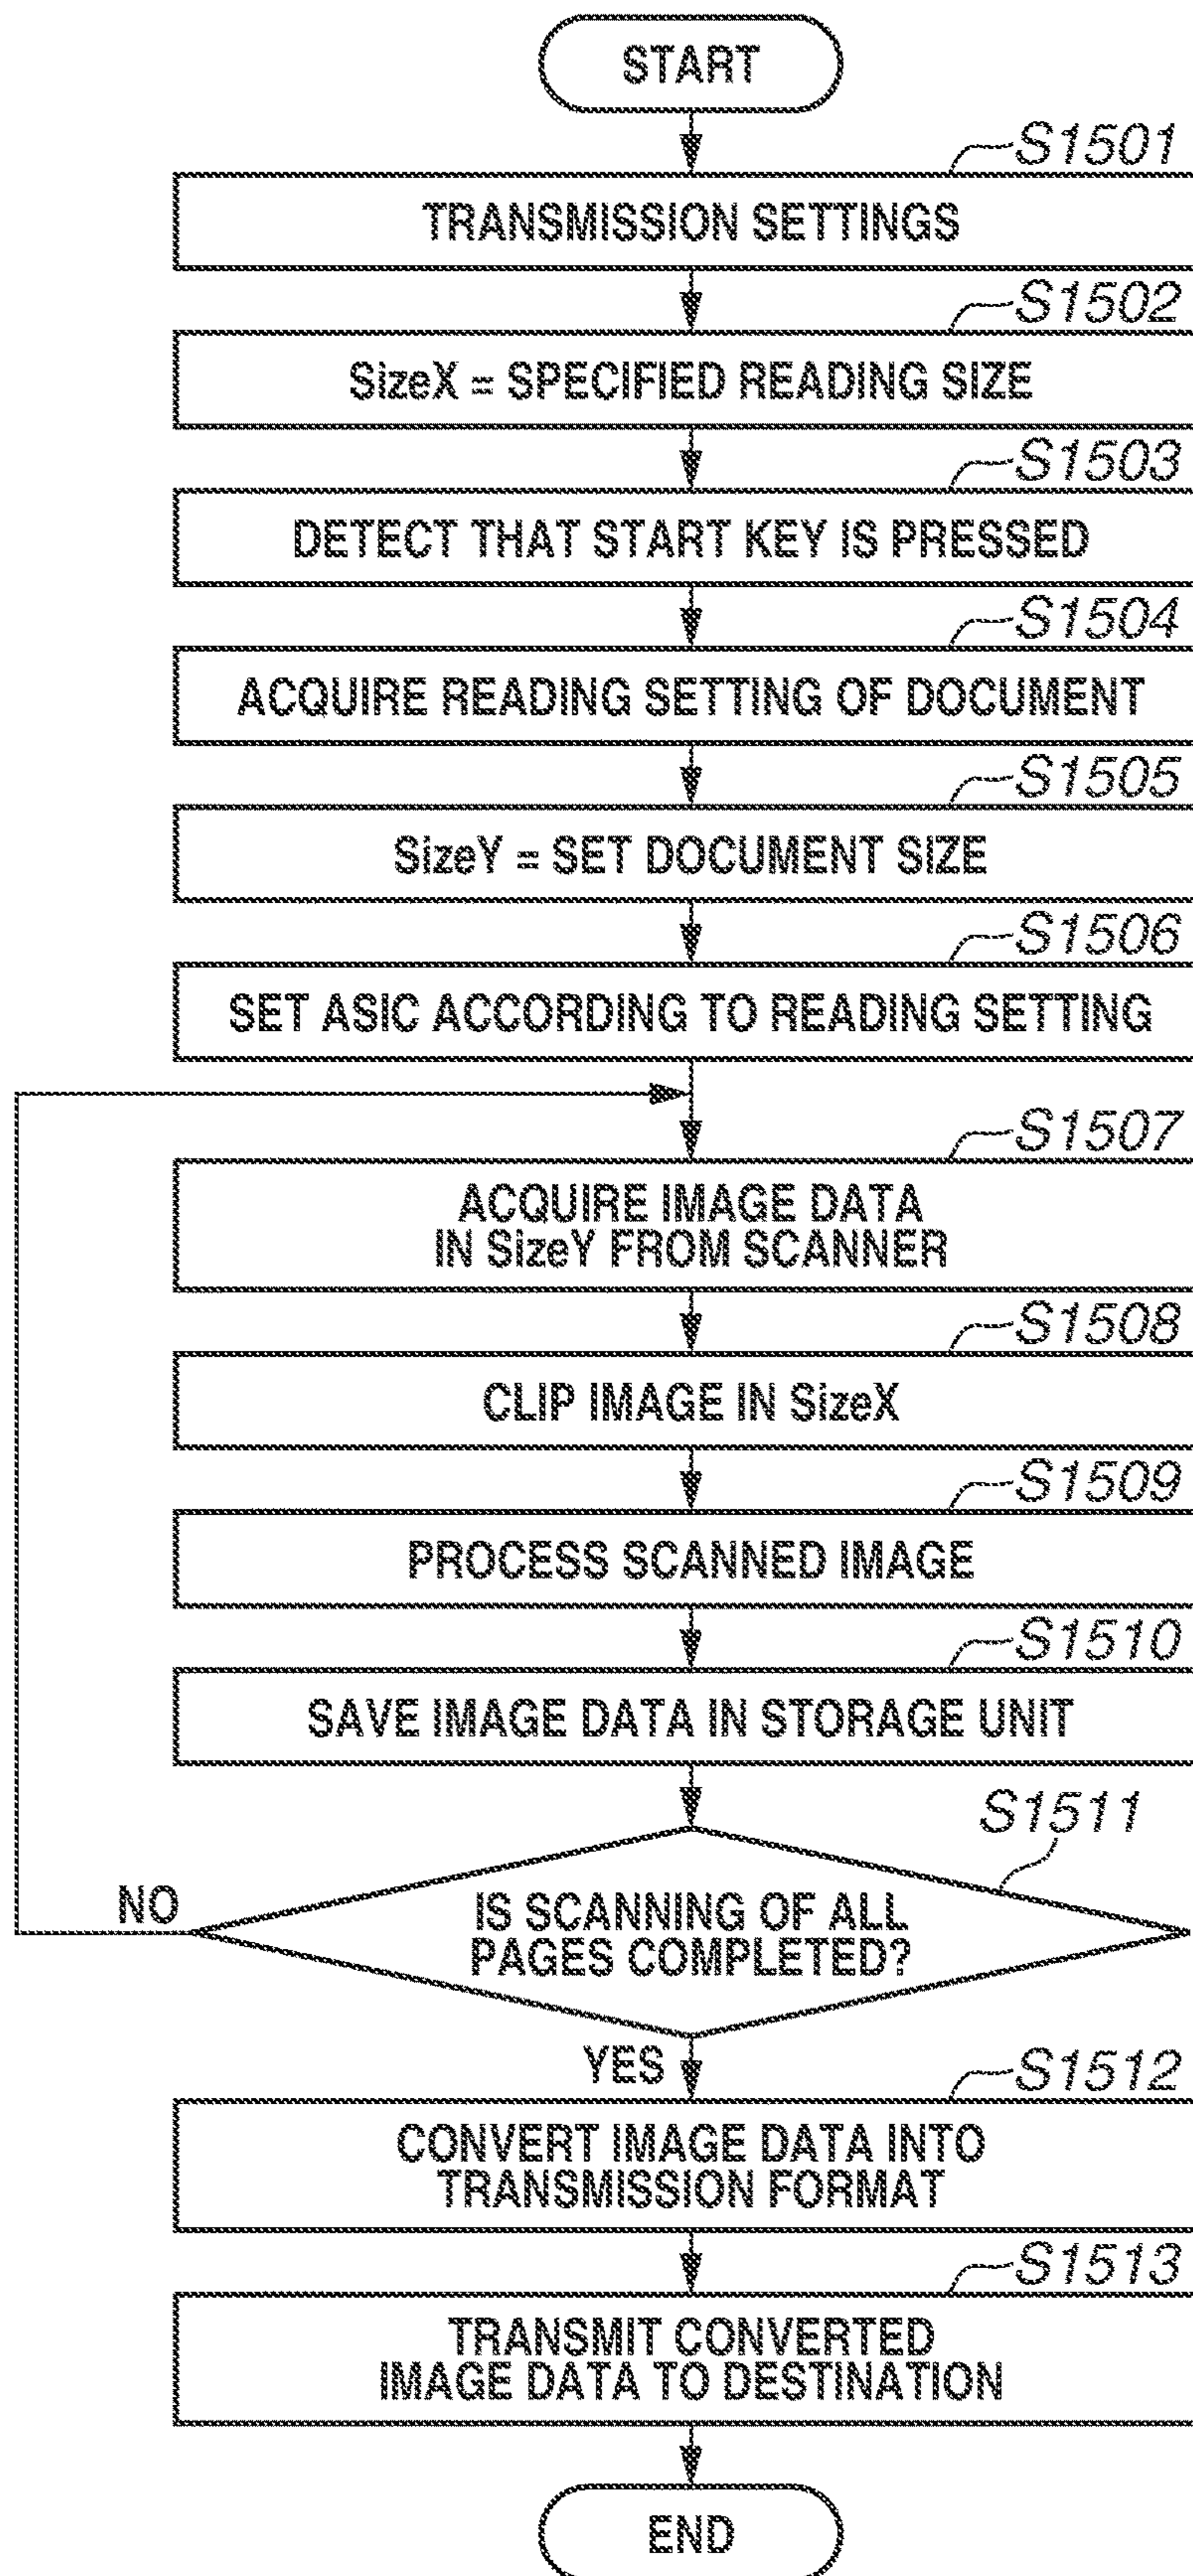 START
S1501
TRANSMISSION SETTINGS
S1502
SizeX = SPECIFIED READING SIZE
S1503
DETECT THAT START KEY IS PRESSED
S1504
ACQUIRE READING SETTING OF DOCUMENT
S1505
SizeY = SET DOCUMENT SIZE
S1506
SET ASIC ACCORDING TO READING SETTING
S1507
ACQUIRE IMAGE DATA
IN SizeY FROM SCANNER
S1508
CLIP IMAGE IN SizeX
S1509
PROCESS SCANNED IMAGE
S1510
SAVE IMAGE DATA IN STORAGE UNIT
S1511
NO
IS SCANNING OF ALL
PAGES COMPLETED?
YES
S1512
CONVERT IMAGE DATA INTO
TRANSMISSION FORMAT
S1513
TRANSMIT CONVERTED
IMAGE DATA TO DESTINATION
END